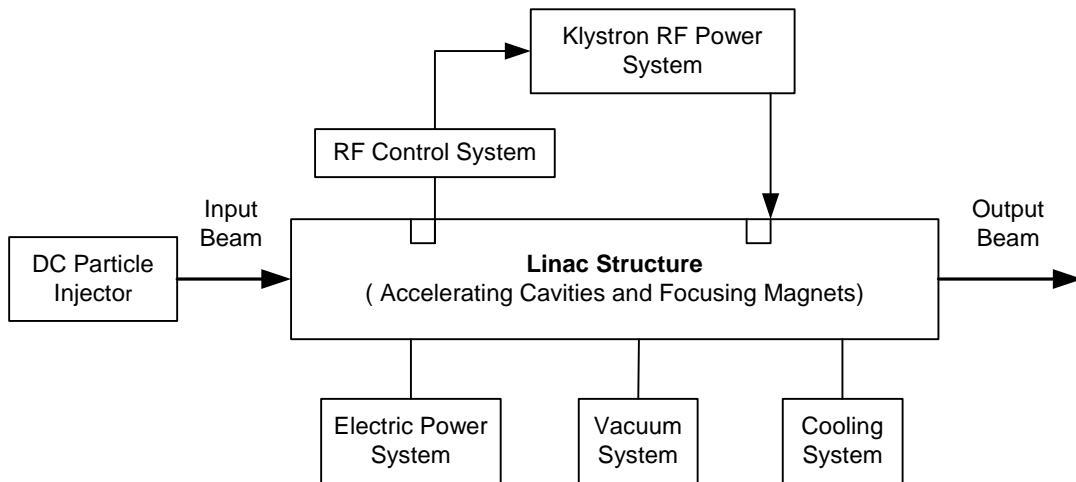 Klystron RF Power
System
RF Control System
Input
Beam
Output
Beam
DC Particle
Injector
Linac Structure
( Accelerating Cavities and Focusing Magnets)
Electric Power
System
Vacuum
System
Cooling
System